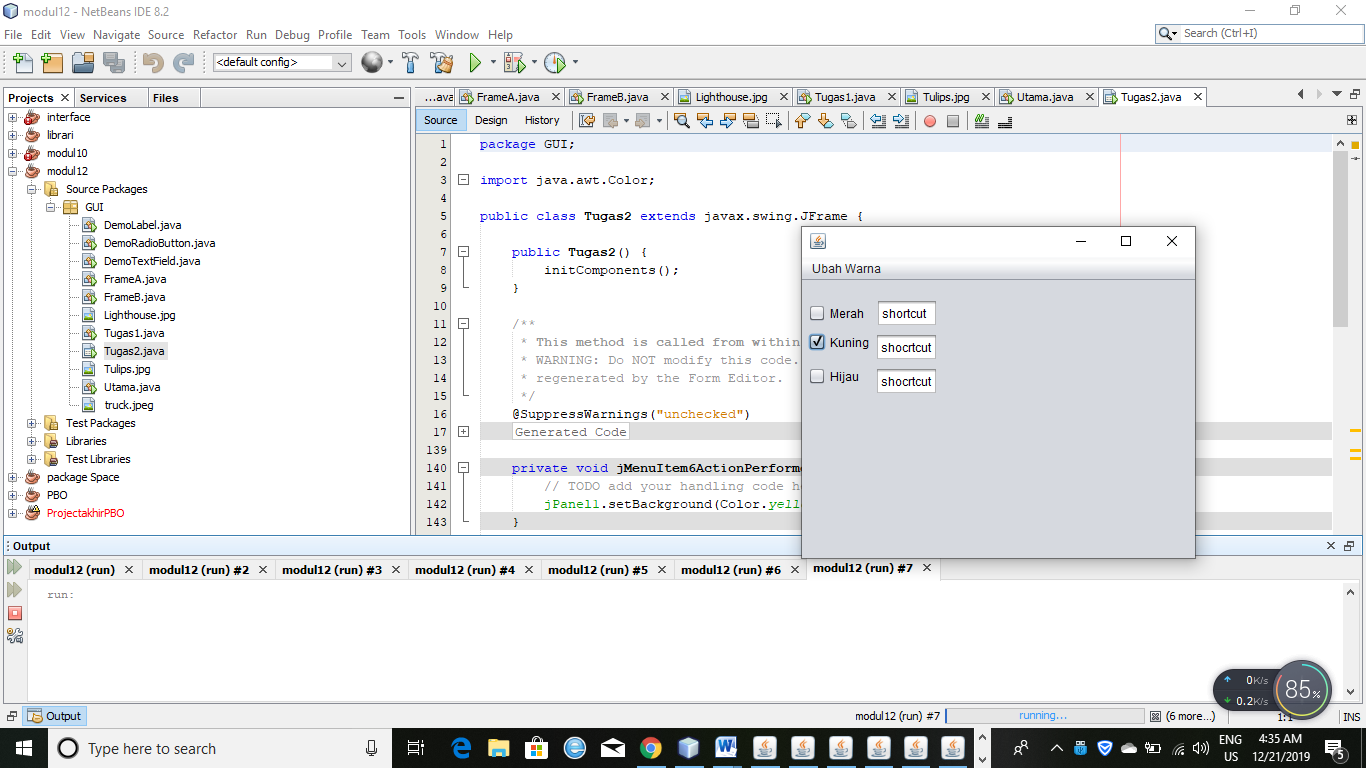 modul12 - NetBeans IDE 8.2
File Edit View Navigate Source Refactor Run Debug Profile Team Tools Window Help
Search (Ctrl+I)
<default config>
Projects Services Files
interface
librari
modul10
modul12
Source Packages
GUI
DemoLabel.java
DemoRadioButton.java
DemoTextField.java
FrameA.java
FrameB.java
Lighthouse.jpg
Tugas1.java
Tugas2.java
Tulips.jpg
Utama.java
truck.jpeg
Test Packages
Libraries
Test Libraries
package Space
PBO
ProjectakhirPBO
...ava FrameA.java FrameB.java Lighthouse.jpg Tugas1.java Tulips.jpg Utama.java Tugas2.java
Source Design History
1 package GUI;
2
3 import java.awt.Color;
4
5 public class Tugas2 extends javax.swing.JFrame {
6
7 public Tugas2() {
8 initComponents();
9 }
10
11 /**
12 * This method is called from within
13 * WARNING: Do NOT modify this code.
14 * regenerated by the Form Editor.
15 */
16 @SuppressWarnings("unchecked")
17 Generated Code
139
140 private void jMenuItem6ActionPerform
141 // TODO add your handling code h
142 jPanel1.setBackground(Color.yell
143 }
Ubah Warna
Merah shortcut
Kuning shocrtcut
Hijau shocrtcut
Output
modul12 (run) modul12 (run) #2 modul12 (run) #3 modul12 (run) #4 modul12 (run) #5 modul12 (run) #6 modul12 (run) #7
run:
0K/s
0.2K/s
85%
Output
modul12 (run) #7 running... (6 more...) 1:1 INS
Type here to search
ENG
US
4:35 AM
12/21/2019
5